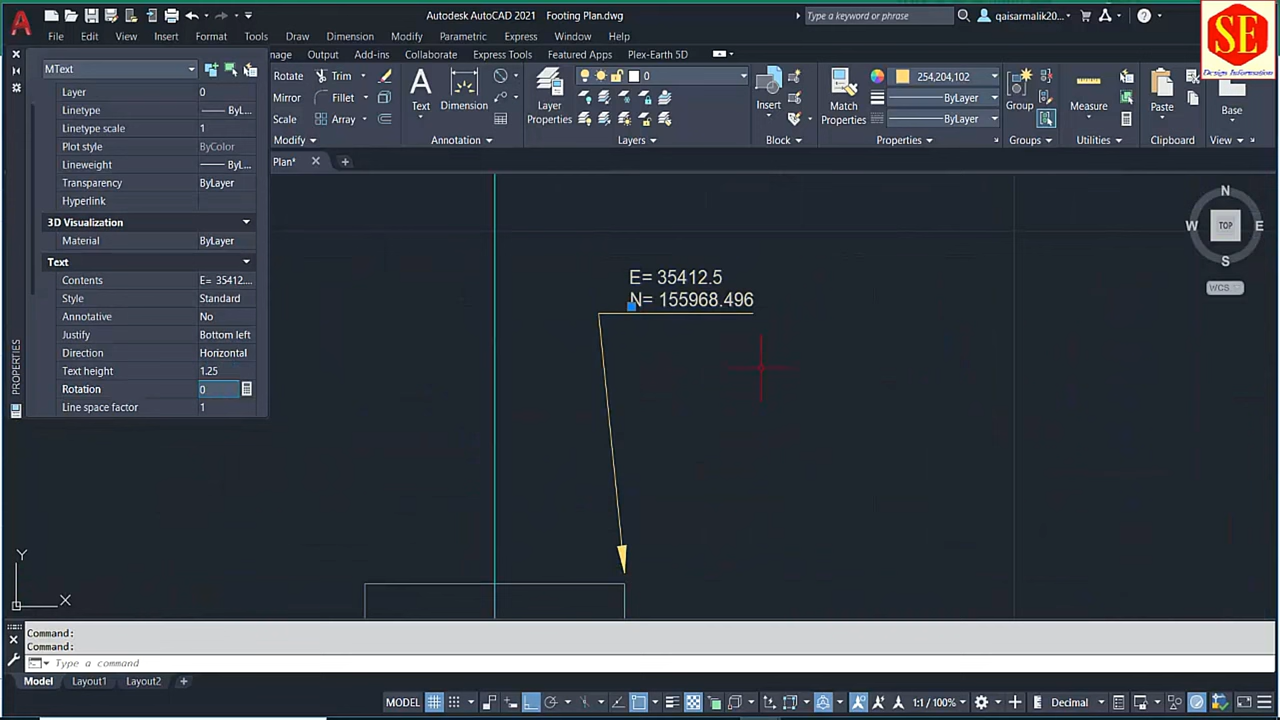 Autodesk AutoCAD 2021 Footing Plan.dwg
Type a keyword or phrase
qaisarmalik20...
SE
Design Information
File Edit View Insert Format Tools Draw Dimension Modify Parametric Express Window Help
nage Output Add-ins Collaborate Express Tools Featured Apps Plex-Earth 5D
MText
Rotate Trim
Mirror Fillet
Scale Array
Text
Dimension
Layer
Properties
0
Insert
Match
Properties
254,204,102
ByLayer
ByLayer
Group
Measure
Paste
Base
Modify Annotation Layers Block Properties Groups Utilities Clipboard View
Plan*
Layer 0
Linetype ByL...
Linetype scale 1
Plot style ByColor
Lineweight ByL...
Transparency ByLayer
Hyperlink
3D Visualization
Material ByLayer
Text
Contents E= 35412....
Style Standard
Annotative No
Justify Bottom left
Direction Horizontal
Text height 1.25
Rotation 0
Line space factor 1
PROPERTIES
E= 35412.5
N= 155968.496
N
W TOP E
S
WCS
Y
X
Command:
Command:
Type a command
Model Layout1 Layout2
MODEL 1:1 / 100% Decimal